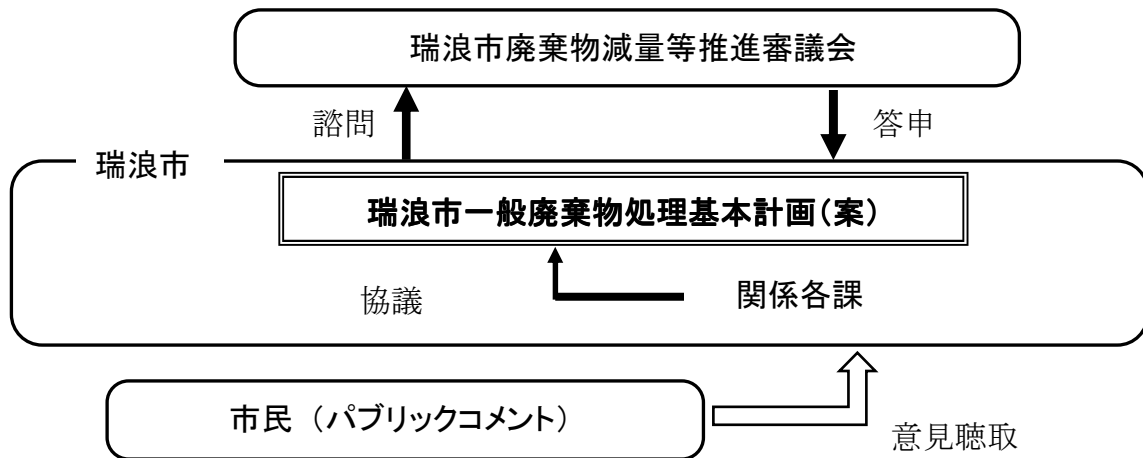 瑞浪市廃棄物減量等推進審議会
諮問
答申
瑞浪市
瑞浪市一般廃棄物処理基本計画(案)
協議
関係各課
市民 (パブリックコメント)
意見聴取